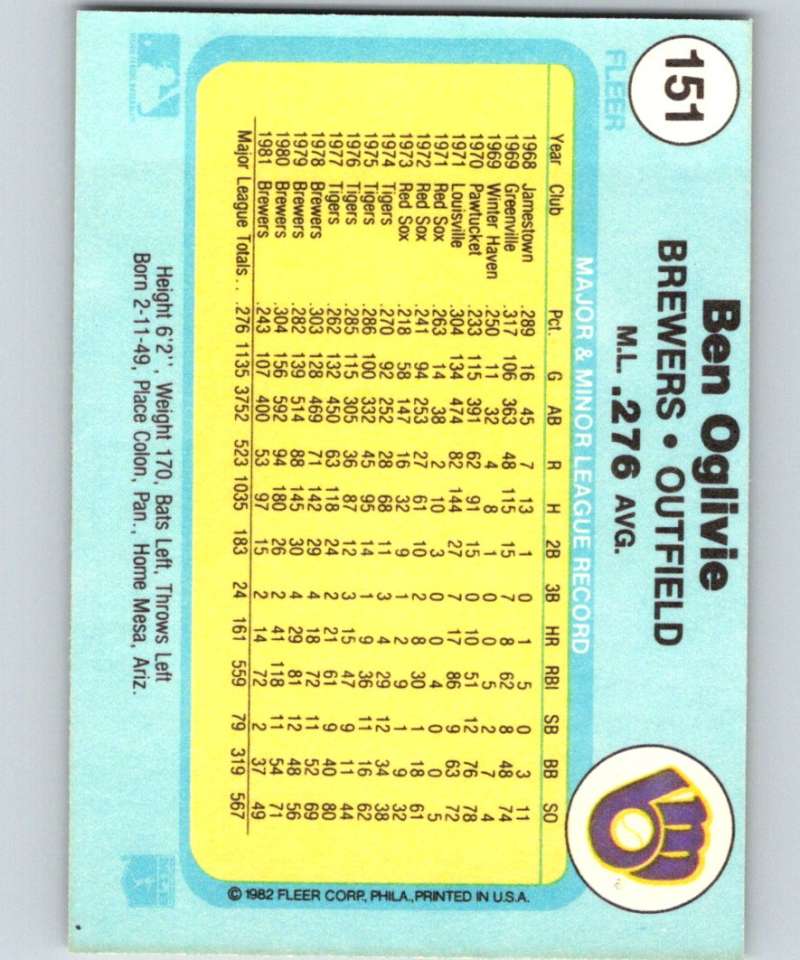 151
FLEER
Ben Oglivie
BREWERS • OUTFIELD
M.L. .276 AVG.
MAJOR & MINOR LEAGUE RECORD
Year Club Pct. G AB R H 2B 3B HR RBI SB BB SO
1968 Jamestown .289 16 45 7 13 1 0 1 5 0 3 11
1969 Greenville .317 106 363 48 115 15 7 8 62 8 48 74
1969 Winter Haven .250 11 32 4 8 1 0 0 5 2 7 4
1970 Pawtucket .233 115 391 62 91 15 0 10 51 12 76 78
1971 Louisville .304 134 474 82 144 27 7 17 86 9 63 72
1971 Red Sox .263 14 38 2 10 3 0 0 4 0 0 5
1972 Red Sox .241 94 253 27 61 10 2 8 30 1 18 61
1973 Red Sox .218 58 147 16 32 9 1 2 9 1 9 32
1974 Tigers .270 92 252 28 68 11 3 4 29 12 34 38
1975 Tigers .286 100 332 45 95 14 1 9 36 11 16 62
1976 Tigers .285 115 305 36 87 12 3 15 47 9 11 44
1977 Tigers .262 132 450 63 118 24 2 21 61 9 40 80
1978 Brewers .303 128 469 71 142 29 4 18 72 11 52 69
1979 Brewers .282 139 514 88 145 30 4 29 81 12 48 56
1980 Brewers .304 156 592 94 180 26 2 41 118 11 54 71
1981 Brewers .243 107 400 53 97 15 2 14 72 2 37 49
Major League Totals... .276 1135 3752 523 1035 183 24 161 559 79 319 567
© 1982 FLEER CORP., PHILA., PRINTED IN U.S.A.
Height 6'2", Weight 170, Bats Left, Throws Left
Born 2-11-49, Place Colon, Pan., Home Mesa, Ariz.